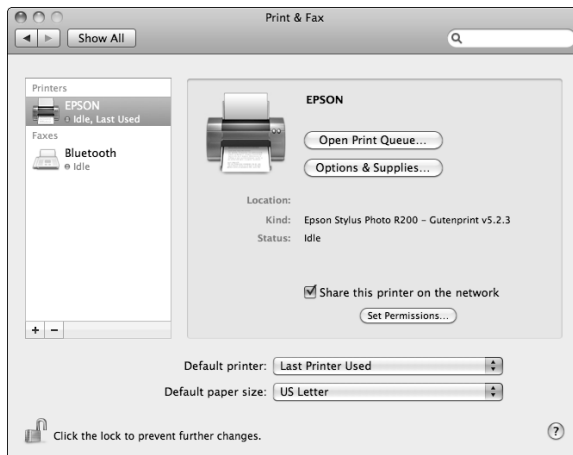 Print & Fax
Show All
Printers
EPSON
Idle, Last Used
Faxes
Bluetooth
Idle
EPSON
Open Print Queue...
Options & Supplies...
Location:
Kind: Epson Stylus Photo R200 – Gutenprint v5.2.3
Status: Idle
Share this printer on the network
Set Permissions...
+ −
Default printer: Last Printer Used
Default paper size: US Letter
Click the lock to prevent further changes.
?